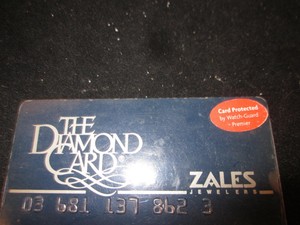 Card Protected
by Watch-Guard
- Premier
THE
DIAMOND
CARD
ZALES
JEWELERS
03 681 137 862 3